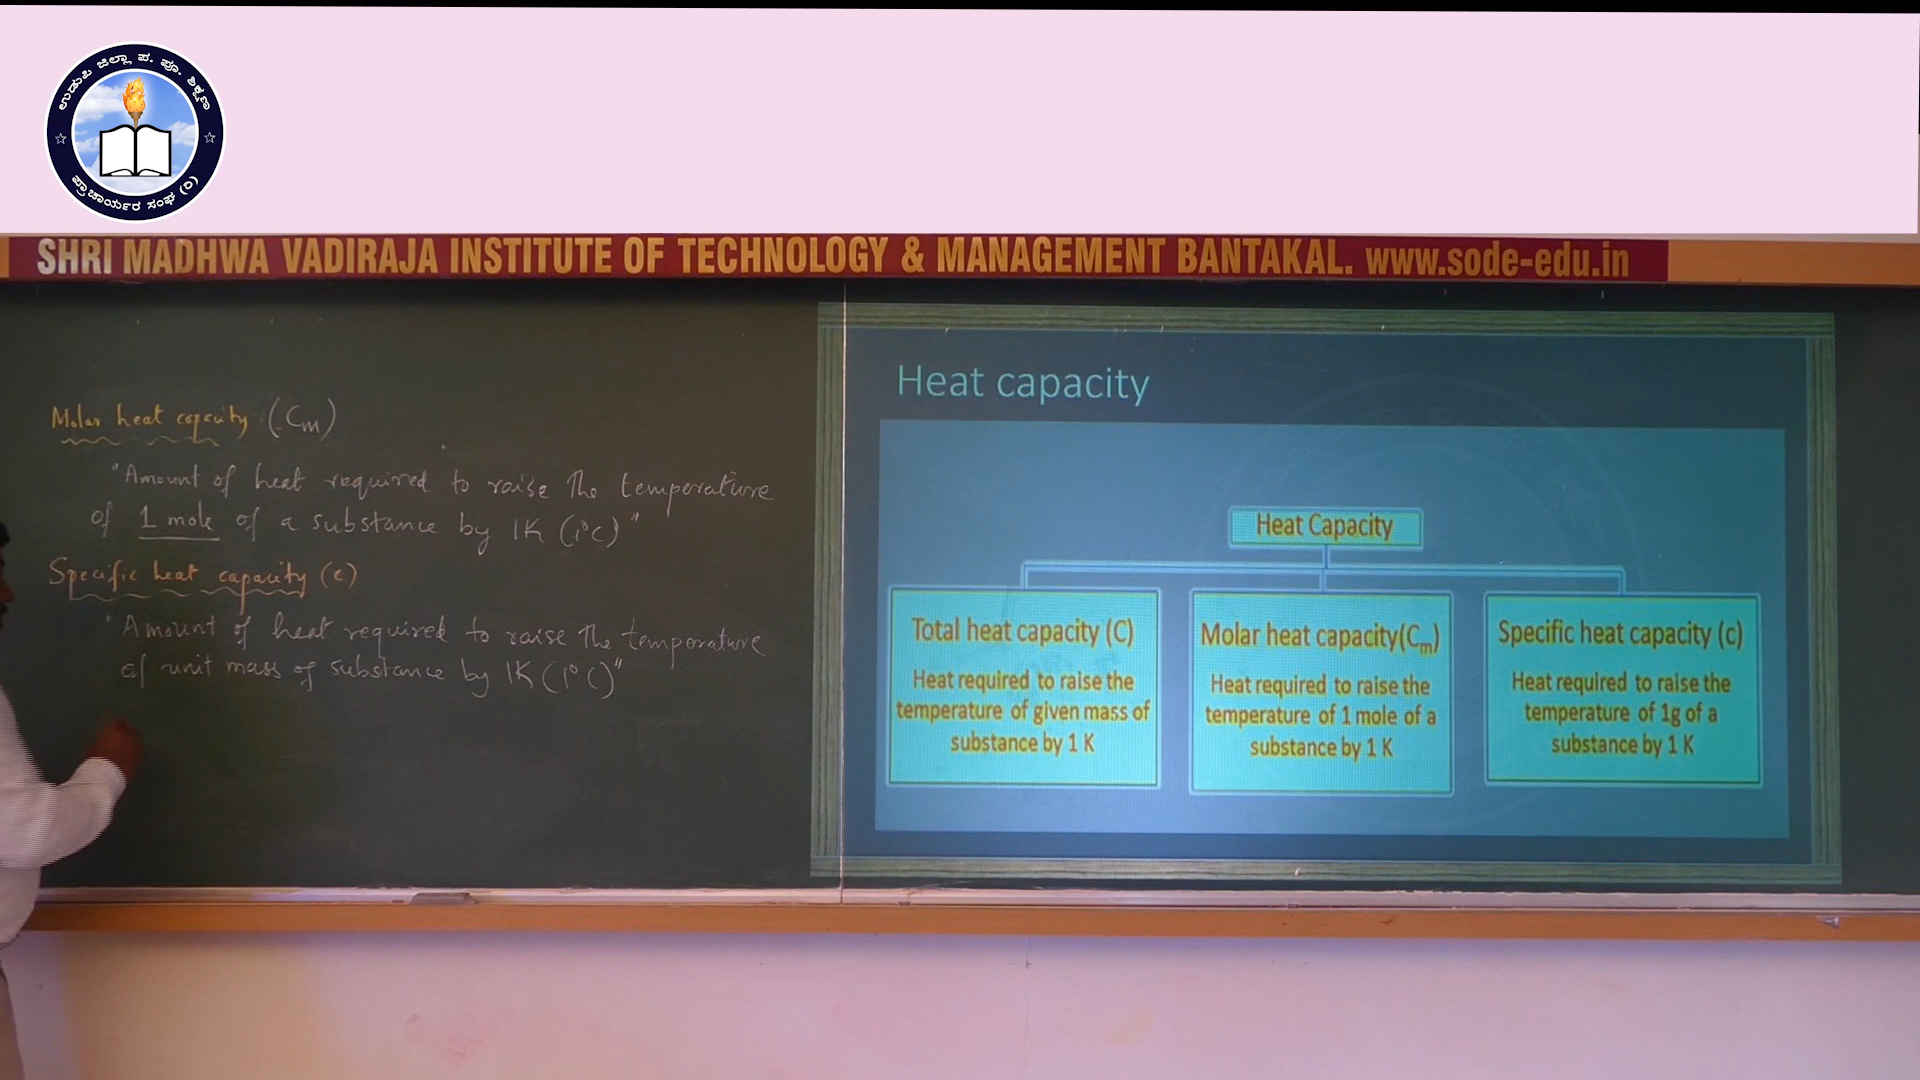 ಉಡುಪಿ ಜಿಲ್ಲಾ ಪ. ಪೂ. ಶಿಕ್ಷಣ
ಪ್ರಾಚಾರ್ಯರ ಸಂಘ (ರಿ)
SHRI MADHWA VADIRAJA INSTITUTE OF TECHNOLOGY & MANAGEMENT BANTAKAL. www.sode-edu.in
Molar heat capacity (Cm)
"Amount of heat required to raise the temperature
of 1 mole of a substance by 1K (1°C)"
Specific heat capacity (c)
"Amount of heat required to raise the temperature
of unit mass of substance by 1K (1°C)"
Heat capacity
Heat Capacity
Total heat capacity (C)
Heat required to raise the
temperature of given mass of
substance by 1 K
Molar heat capacity(Cm)
Heat required to raise the
temperature of 1 mole of a
substance by 1 K
Specific heat capacity (c)
Heat required to raise the
temperature of 1g of a
substance by 1 K